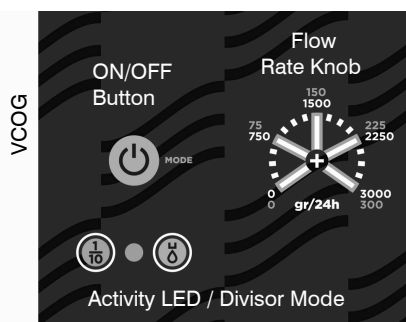 VCOG
ON/OFF
Button
MODE
Flow
Rate Knob
150
1500
75
750
225
2250
0
0
gr/24h
3000
300
1
10
Activity LED / Divisor Mode